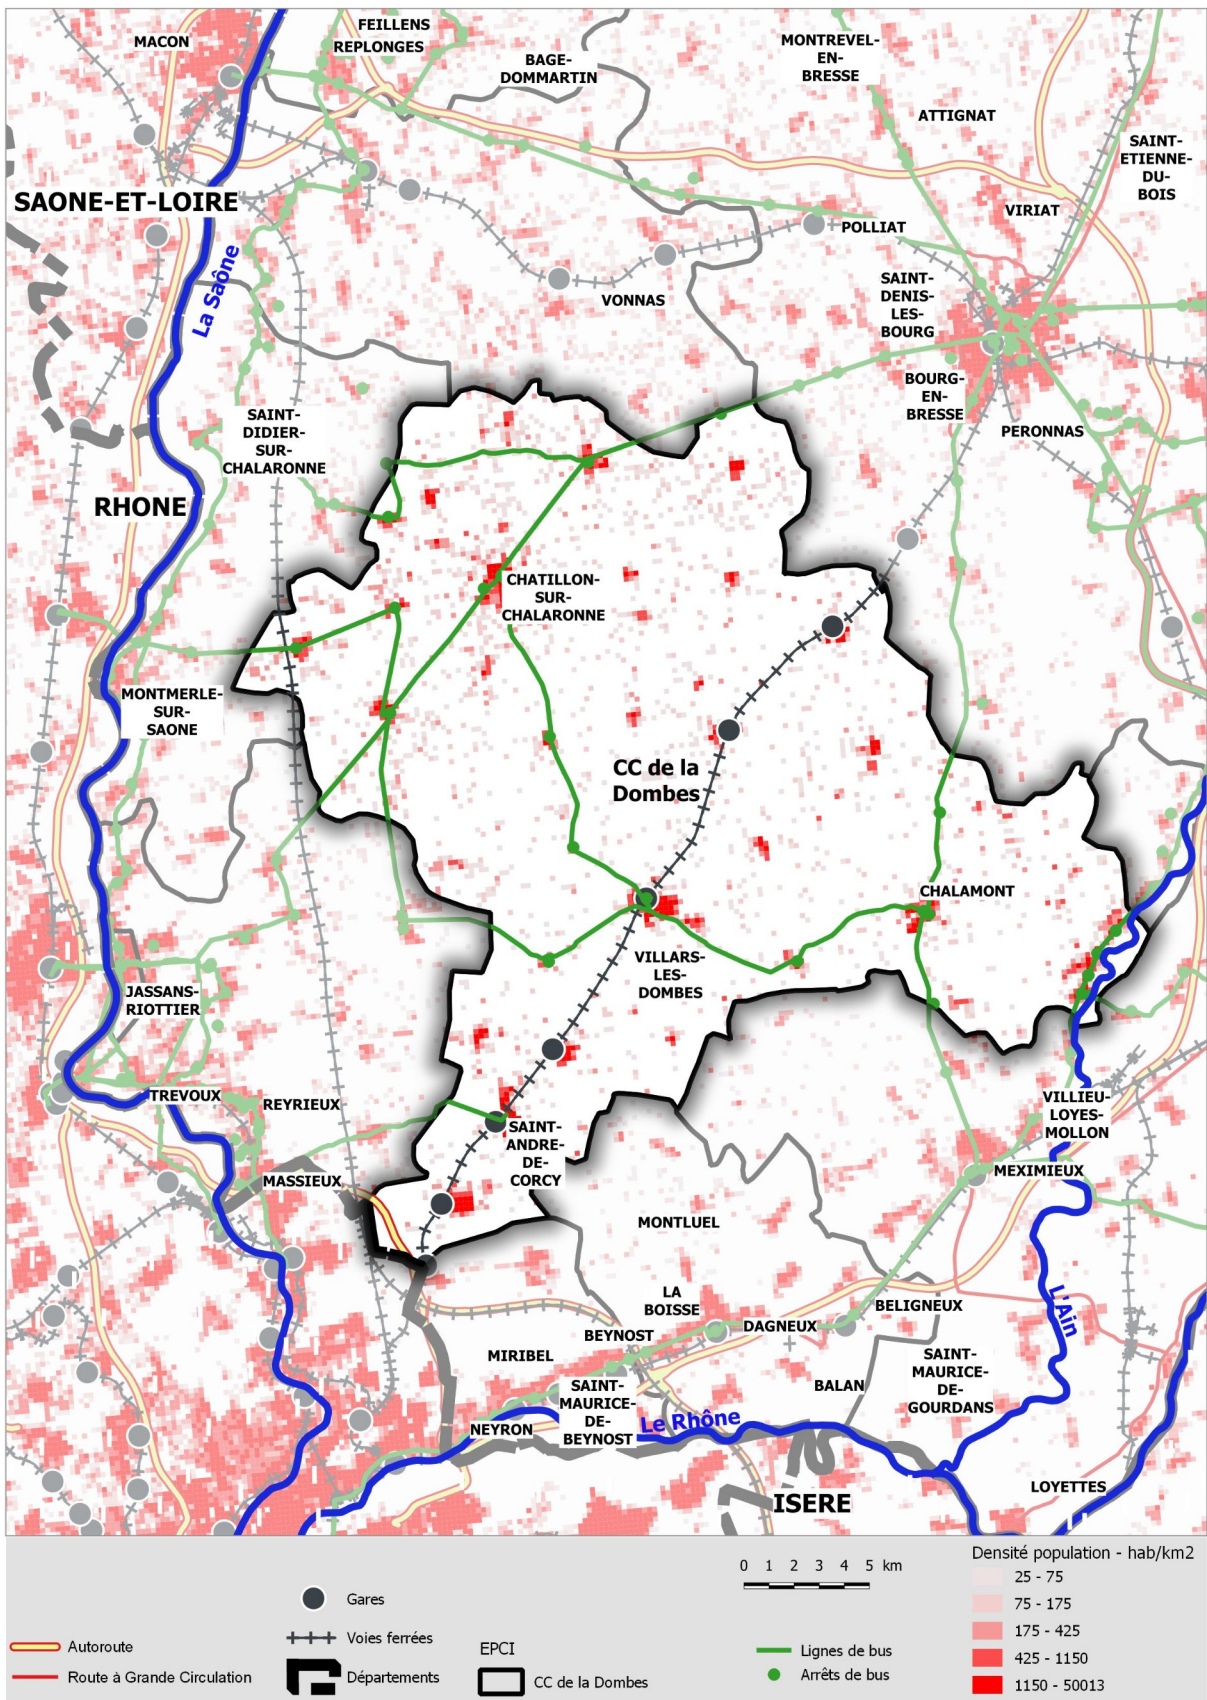 FEILLENS
MACON
REPLONGES
BAGE-
DOMMARTIN
MONTREVEL-
EN-
BRESSE
ATTIGNAT
SAINT-
ETIENNE-
DU-
BOIS
SAONE-ET-LOIRE
VIRIAT
POLLIAT
La Saône
SAINT-
DENIS-
LES-
BOURG
VONNAS
BOURG-
EN-
BRESSE
PERONNAS
SAINT-
DIDIER-
SUR-
CHALARONNE
RHONE
CHATILLON-
SUR-
CHALARONNE
MONTMERLE-
SUR-
SAONE
CC de la
Dombes
CHALAMONT
VILLARS-
LES-
DOMBES
JASSANS-
RIOTTIER
TREVOUX
REYRIEUX
VILLIEU-
LOYES-
MOLLON
SAINT-
ANDRE-
DE-
CORCY
MASSIEUX
MEXIMIEUX
MONTLUEL
LA
BOISSE
L'Ain
BELIGNEUX
DAGNEUX
BEYNOST
MIRIBEL
SAINT-
MAURICE-
DE-
GOURDANS
BALAN
SAINT-
MAURICE-
DE-
BEYNOST
Le Rhône
NEYRON
LOYETTES
ISERE
Densité population - hab/km2
0 1 2 3 4 5 km
25 - 75
75 - 175
175 - 425
425 - 1150
1150 - 50013
Gares
Voies ferrées
Départements
Autoroute
Route à Grande Circulation
EPCI
CC de la Dombes
Lignes de bus
Arrêts de bus